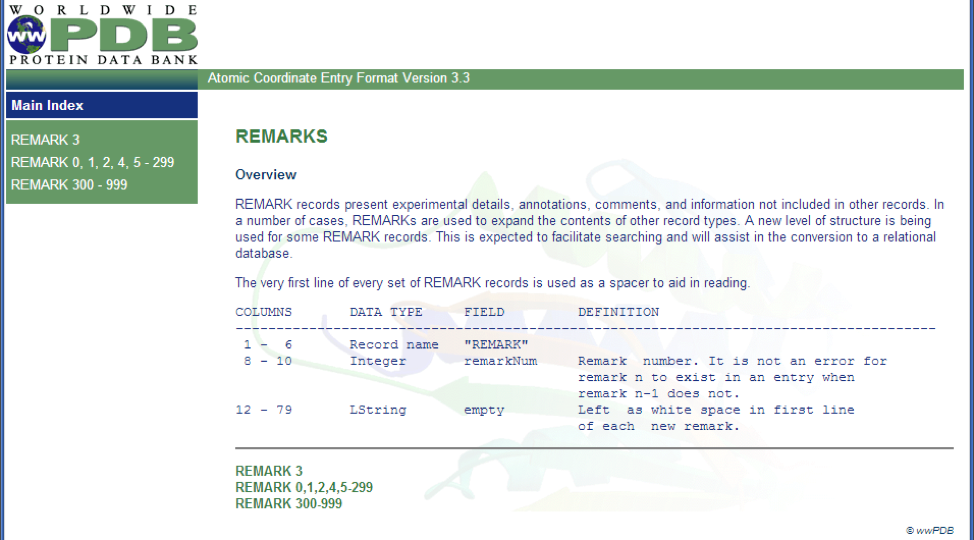 WORLDWIDE
ww PDB
PROTEIN DATA BANK
Atomic Coordinate Entry Format Version 3.3
Main Index
REMARK 3
REMARK 0, 1, 2, 4, 5 - 299
REMARK 300 - 999
REMARKS
Overview
REMARK records present experimental details, annotations, comments, and information not included in other records. In
a number of cases, REMARKs are used to expand the contents of other record types. A new level of structure is being
used for some REMARK records. This is expected to facilitate searching and will assist in the conversion to a relational
database.
The very first line of every set of REMARK records is used as a spacer to aid in reading.
COLUMNS DATA TYPE FIELD DEFINITION
--------------------------------------------------------------------------------------
1 - 6 Record name "REMARK"
8 - 10 Integer remarkNum Remark number. It is not an error for
remark n to exist in an entry when
remark n-1 does not.
12 - 79 LString empty Left as white space in first line
of each new remark.
REMARK 3
REMARK 0,1,2,4,5-299
REMARK 300-999
© wwPDB